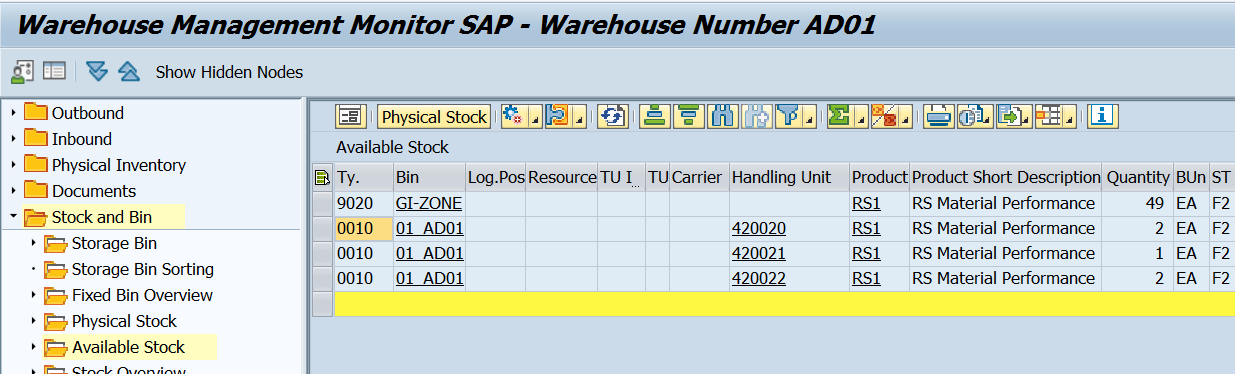 Warehouse Management Monitor SAP - Warehouse Number AD01
Show Hidden Nodes
Outbound
Inbound
Physical Inventory
Documents
Stock and Bin
Storage Bin
Storage Bin Sorting
Fixed Bin Overview
Physical Stock
Available Stock
Stock Overview
Physical Stock
Available Stock
Ty. Bin Log.Pos Resource TU I... TU Carrier Handling Unit Product Product Short Description Quantity BUn ST
9020 GI-ZONE RS1 RS Material Performance 49 EA F2
0010 01_AD01 420020 RS1 RS Material Performance 2 EA F2
0010 01_AD01 420021 RS1 RS Material Performance 1 EA F2
0010 01_AD01 420022 RS1 RS Material Performance 2 EA F2